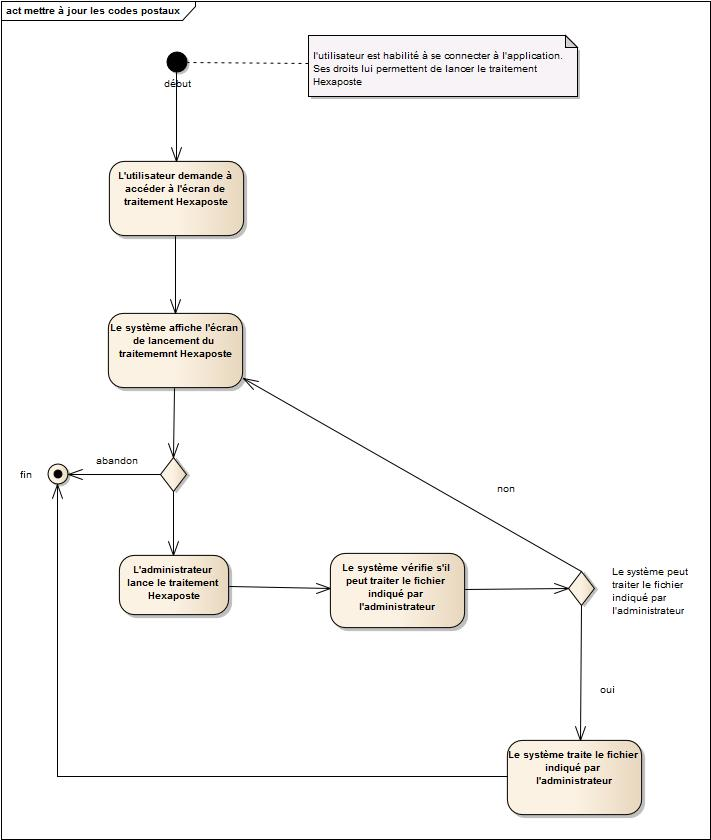 act mettre à jour les codes postaux
l'utilisateur est habilité à se connecter à l'application.
Ses droits lui permettent de lancer le traitement
Hexaposte
début
L'utilisateur demande à
accéder à l'écran de
traitement Hexaposte
Le système affiche l'écran
de lancement du
traitememnt Hexaposte
abandon
fin
non
L'administrateur
lance le traitement
Hexaposte
Le système vérifie s'il
peut traiter le fichier
indiqué par
l'administrateur
Le système peut
traiter le fichier
indiqué par
l'administrateur
oui
Le système traite le fichier
indiqué par
l'administrateur